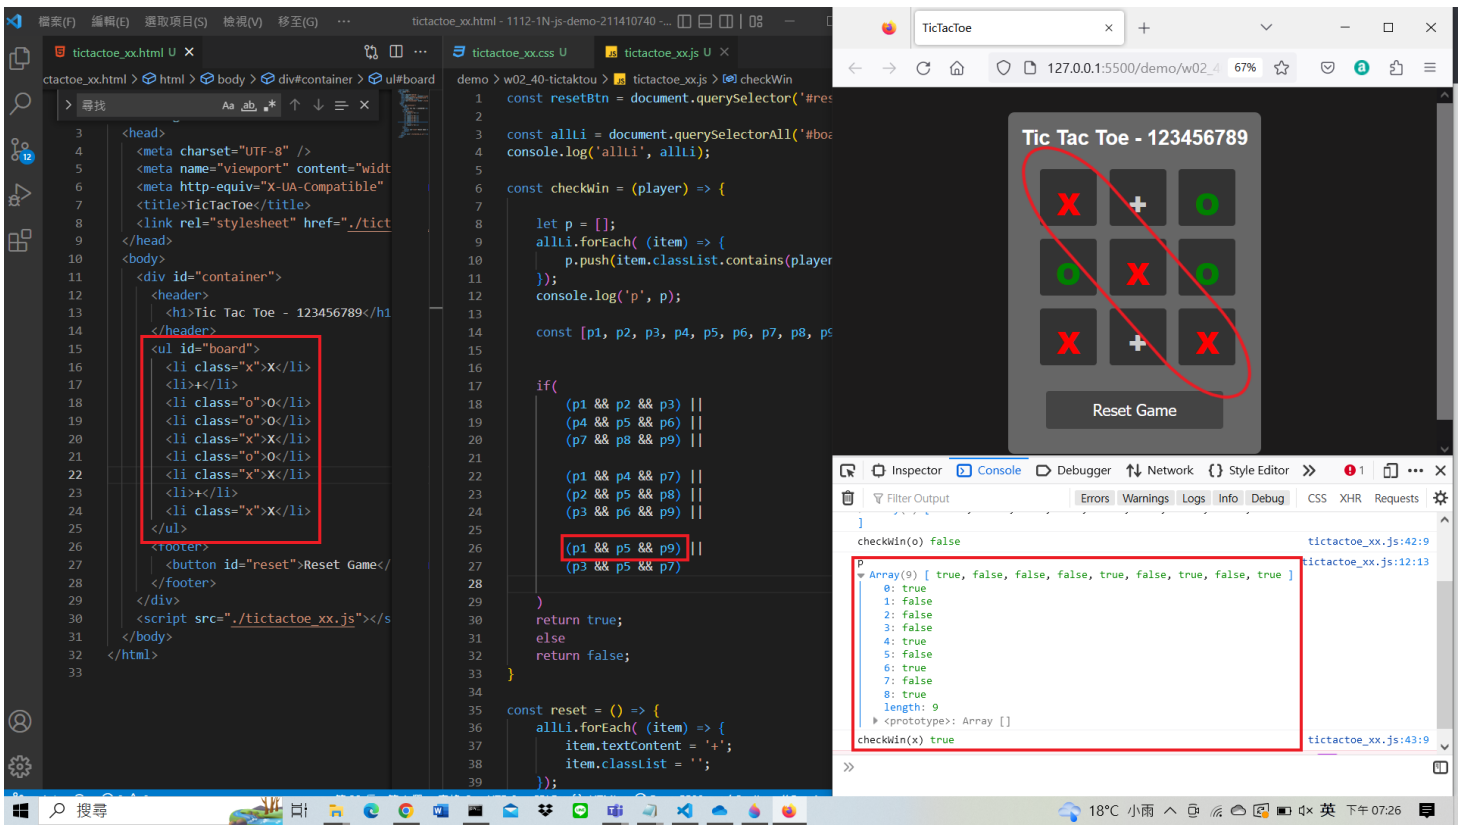 檔案(F) 編輯(E) 選取項目(S) 檢視(V) 移至(G) ··· tictactoe_xx.html - 1112-1N-js-demo-211410740 -...
tictactoe_xx.html U
ctactoe_xx.html > html > body > div#container > ul#board
尋找 Aa ab
3 <head>
4 <meta charset="UTF-8" />
5 <meta name="viewport" content="widt
6 <meta http-equiv="X-UA-Compatible"
7 <title>TicTacToe</title>
8 <link rel="stylesheet" href="./tict
9 </head>
10 <body>
11 <div id="container">
12 <header>
13 <h1>Tic Tac Toe - 123456789</h1
14 </header>
15 <ul id="board">
16 <li class="x">X</li>
17 <li>+</li>
18 <li class="o">O</li>
19 <li class="o">O</li>
20 <li class="x">X</li>
21 <li class="o">O</li>
22 <li class="x">X</li>
23 <li>+</li>
24 <li class="x">X</li>
25 </ul>
26 <footer>
27 <button id="reset">Reset Game</
28 </footer>
29 </div>
30 <script src="./tictactoe_xx.js"></s
31 </body>
32 </html>
33
12
tictactoe_xx.css U tictactoe_xx.js U
demo > w02_40-tictaktou > tictactoe_xx.js > checkWin
1 const resetBtn = document.querySelector('#res
2
3 const allLi = document.querySelectorAll('#boa
4 console.log('allLi', allLi);
5
6 const checkWin = (player) => {
7
8 let p = [];
9 allLi.forEach( (item) => {
10 p.push(item.classList.contains(player
11 });
12 console.log('p', p);
13
14 const [p1, p2, p3, p4, p5, p6, p7, p8, p9
15
16
17 if(
18 (p1 && p2 && p3) ||
19 (p4 && p5 && p6) ||
20 (p7 && p8 && p9) ||
21
22 (p1 && p4 && p7) ||
23 (p2 && p5 && p8) ||
24 (p3 && p6 && p9) ||
25
26 (p1 && p5 && p9) ||
27 (p3 && p5 && p7)
28
29 )
30 return true;
31 else
32 return false;
33 }
34
35 const reset = () => {
36 allLi.forEach( (item) => {
37 item.textContent = '+';
38 item.classList = '';
39 });
TicTacToe
127.0.0.1:5500/demo/w02_4 67%
Tic Tac Toe - 123456789
X + O
O X O
X + X
Reset Game
Inspector Console Debugger Network Style Editor 1
Filter Output Errors Warnings Logs Info Debug CSS XHR Requests
]
checkWin(o) false tictactoe_xx.js:42:9
p tictactoe_xx.js:12:13
Array(9) [ true, false, false, false, true, false, true, false, true ]
0: true
1: false
2: false
3: false
4: true
5: false
6: true
7: false
8: true
length: 9
<prototype>: Array []
checkWin(x) true tictactoe_xx.js:43:9
搜尋
18°C 小雨 英 下午 07:26